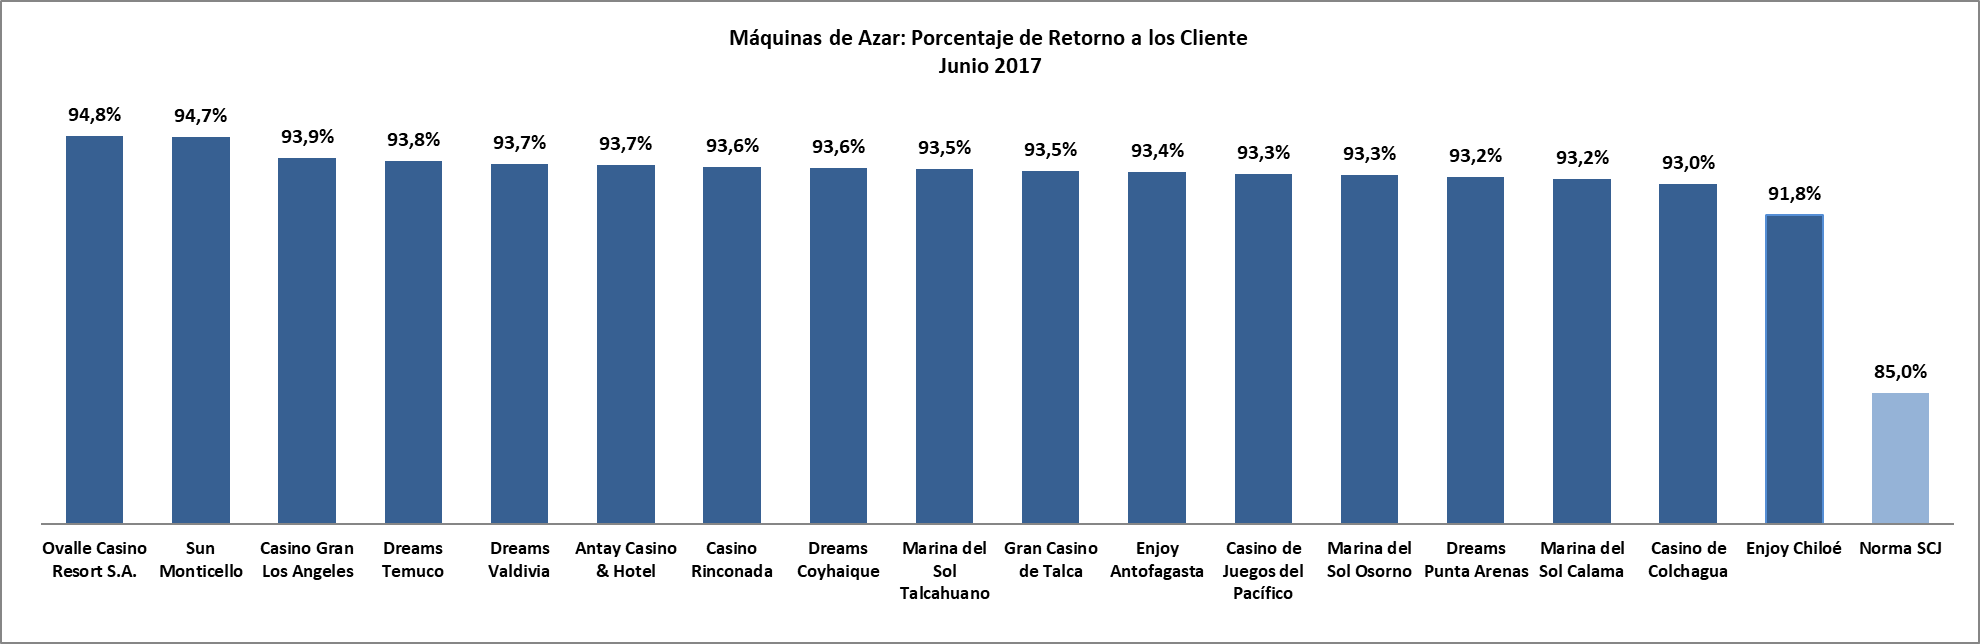 Máquinas de Azar: Porcentaje de Retorno a los Cliente
Junio 2017
94,8%
94,7%
93,9%
93,8%
93,7%
93,7%
93,6%
93,6%
93,5%
93,5%
93,4%
93,3%
93,3%
93,2%
93,2%
93,0%
91,8%
85,0%
Ovalle Casino
Resort S.A.
Sun
Monticello
Casino Gran
Los Angeles
Dreams
Temuco
Dreams
Valdivia
Antay Casino
& Hotel
Casino
Rinconada
Dreams
Coyhaique
Marina del
Sol
Talcahuano
Gran Casino
de Talca
Enjoy
Antofagasta
Casino de
Juegos del
Pacífico
Marina del
Sol Osorno
Dreams
Punta Arenas
Marina del
Sol Calama
Casino de
Colchagua
Enjoy Chiloé
Norma SCJ